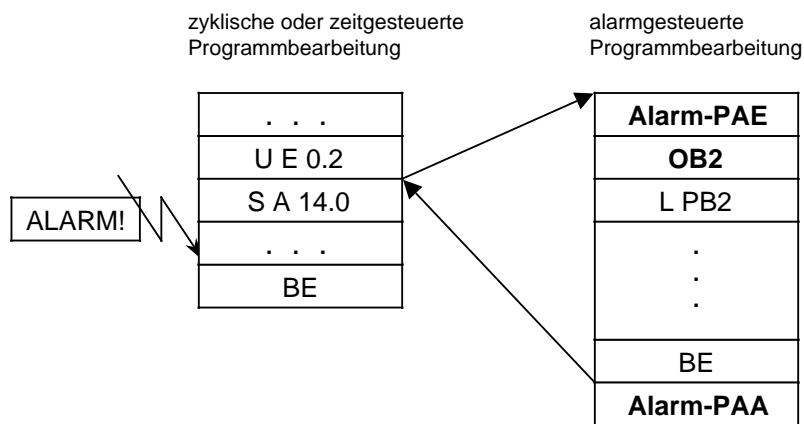 zyklische oder zeitgesteuerte
Programmbearbeitung
alarmgesteuerte
Programmbearbeitung
. . .
U E 0.2
S A 14.0
. . .
BE
ALARM!
Alarm-PAE
OB2
L PB2
.
.
.
BE
Alarm-PAA